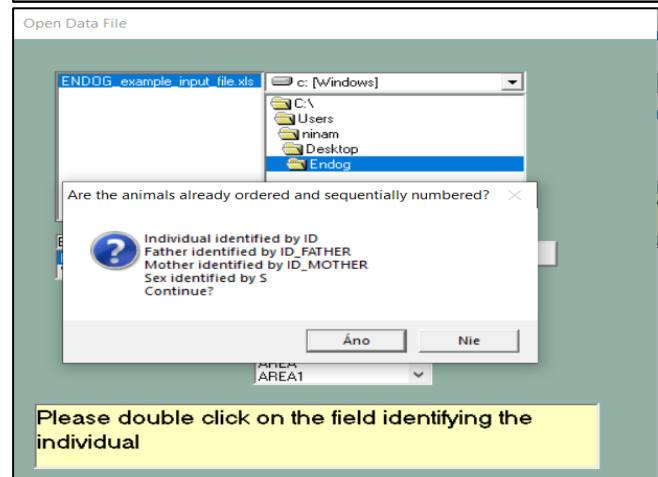 Open Data File
ENDOG_example_input_file.xls
c: [Windows]
C:\
Users
ninam
Desktop
Endog
Are the animals already ordered and sequentially numbered?
Individual identified by ID
Father identified by ID_FATHER
Mother identified by ID_MOTHER
Sex identified by S
Continue?
Áno
Nie
AREA
AREA1
Please double click on the field identifying the
individual